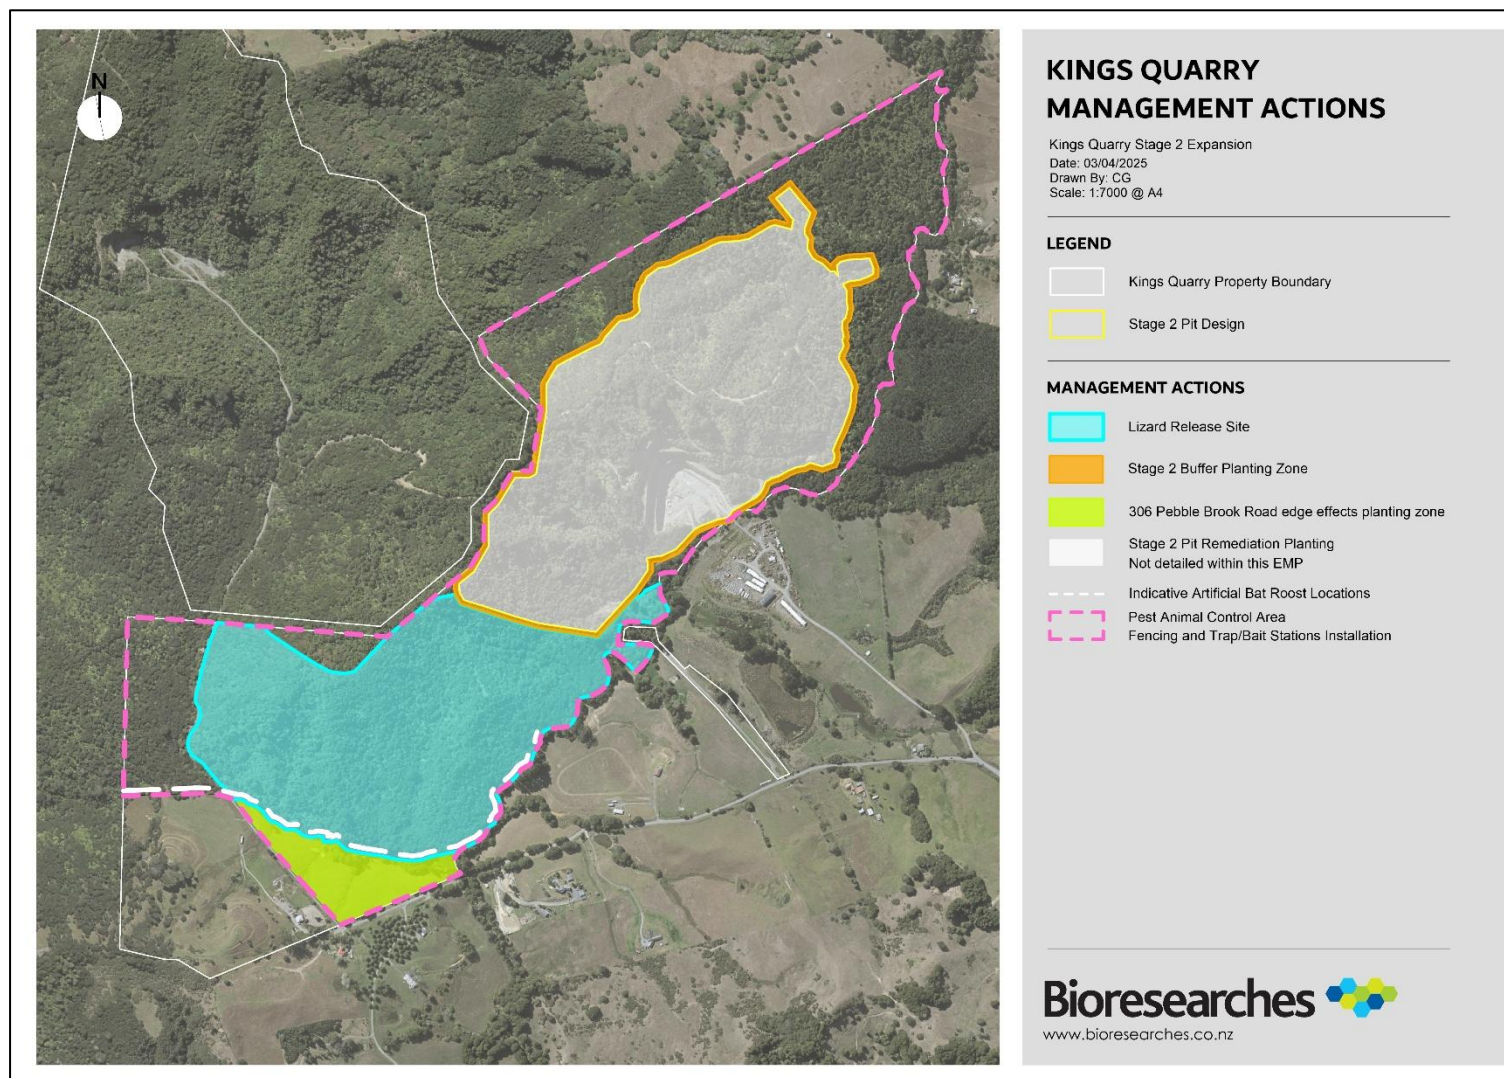 N
KINGS QUARRY
MANAGEMENT ACTIONS
Kings Quarry Stage 2 Expansion
Date: 03/04/2025
Drawn By: CG
Scale: 1:7000 @ A4
LEGEND
Kings Quarry Property Boundary
Stage 2 Pit Design
MANAGEMENT ACTIONS
Lizard Release Site
Stage 2 Buffer Planting Zone
306 Pebble Brook Road edge effects planting zone
Stage 2 Pit Remediation Planting
Not detailed within this EMP
Indicative Artificial Bat Roost Locations
Pest Animal Control Area
Fencing and Trap/Bait Stations Installation
Bioresearches
www.bioresearches.co.nz